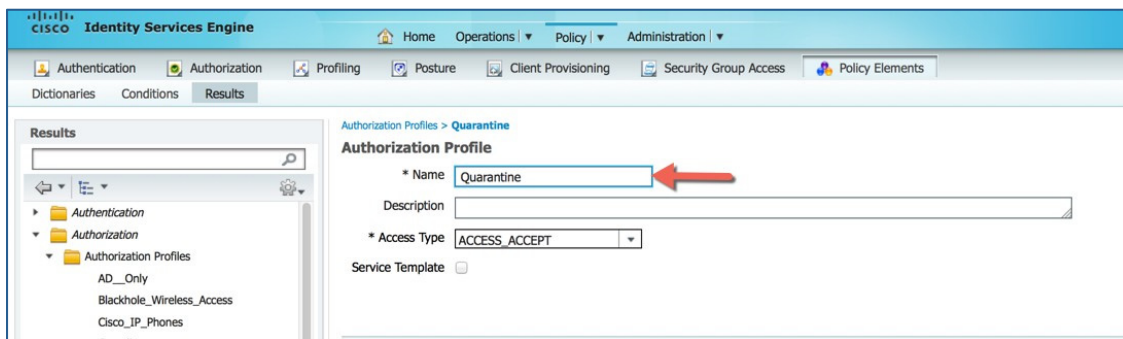 CISCO Identity Services Engine
Home Operations | Policy | Administration |
Authentication Authorization Profiling Posture Client Provisioning Security Group Access Policy Elements
Dictionaries Conditions Results
Results
Authorization Profiles > Quarantine
Authorization Profile
* Name Quarantine
Description
* Access Type ACCESS_ACCEPT
Service Template
Authentication
Authorization
Authorization Profiles
AD__Only
Blackhole_Wireless_Access
Cisco_IP_Phones